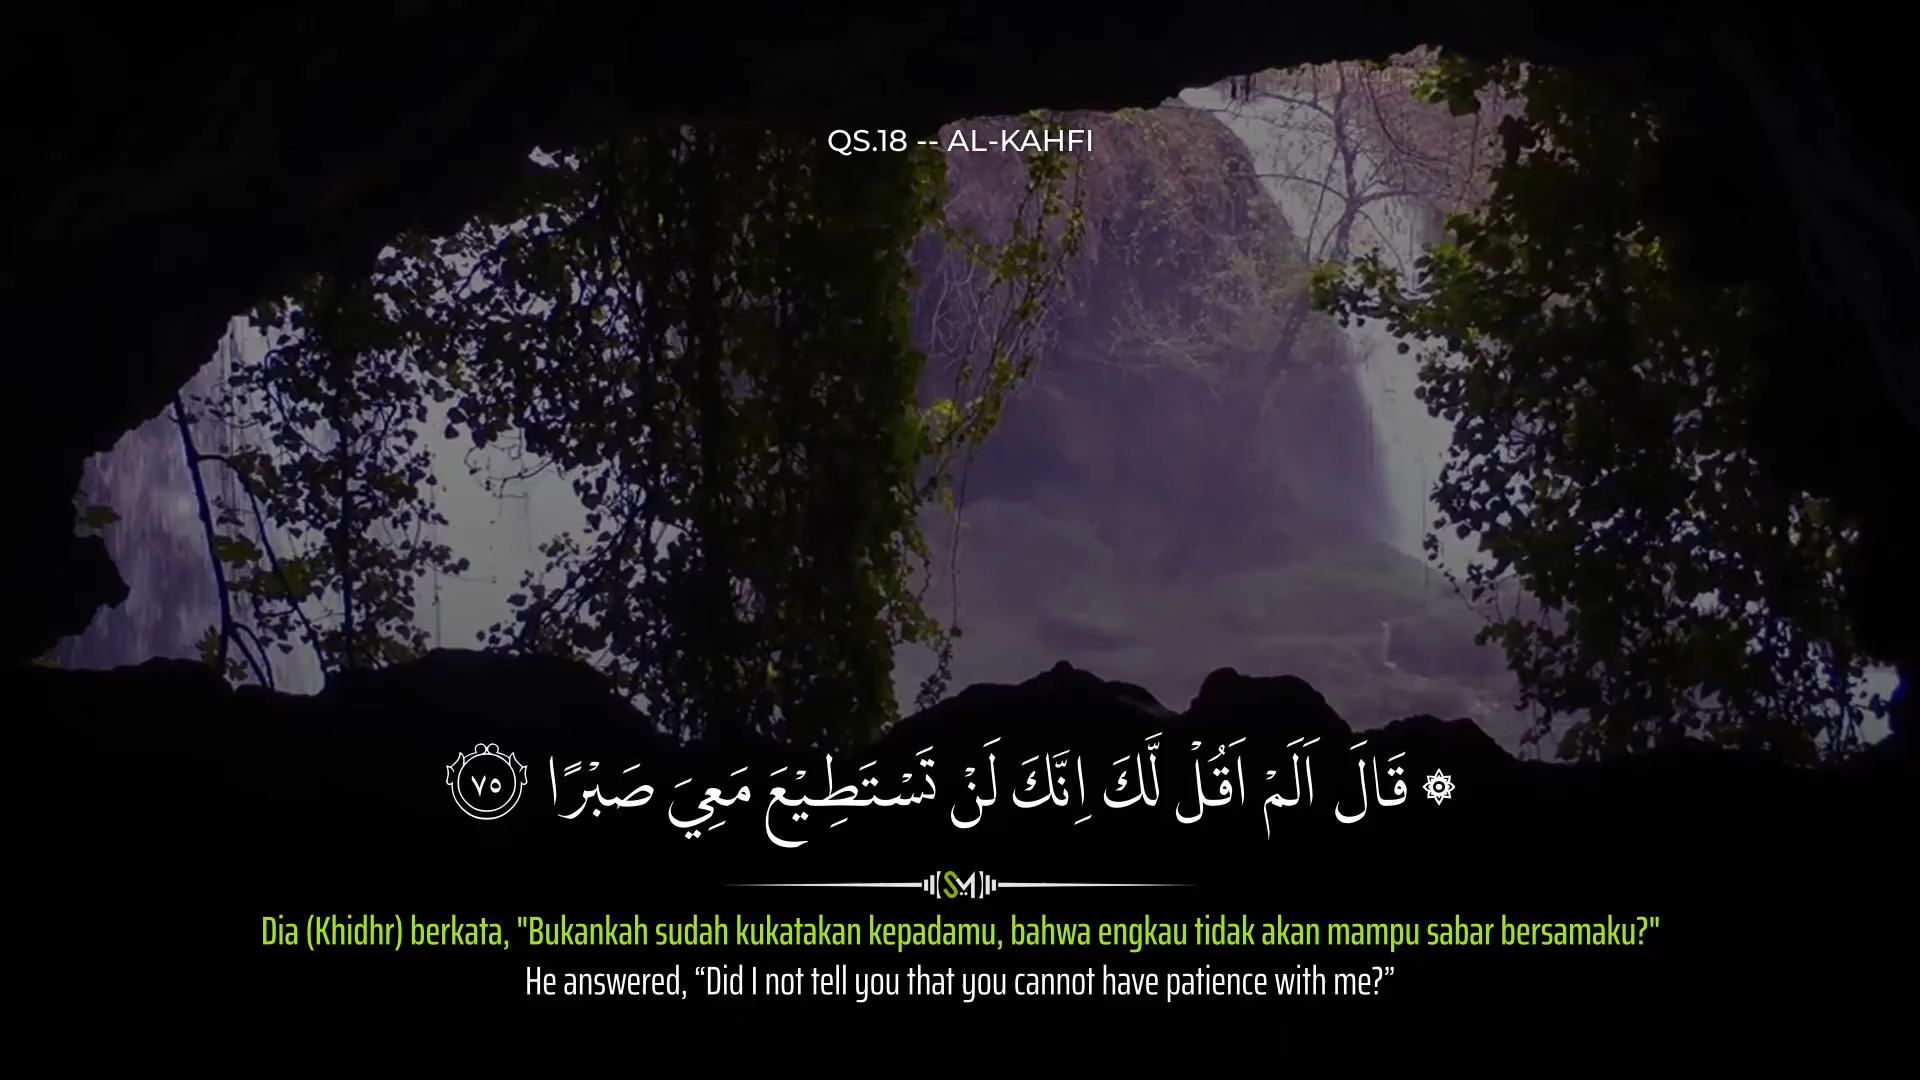 QS.18 -- AL-KAHFI
۞ قَالَ اَلَمْ اَقُلْ لَّكَ اِنَّكَ لَنْ تَسْتَطِيْعَ مَعِيَ صَبْرًا ٧٥
SM
Dia (Khidhr) berkata, "Bukankah sudah kukatakan kepadamu, bahwa engkau tidak akan mampu sabar bersamaku?"
He answered, “Did I not tell you that you cannot have patience with me?”